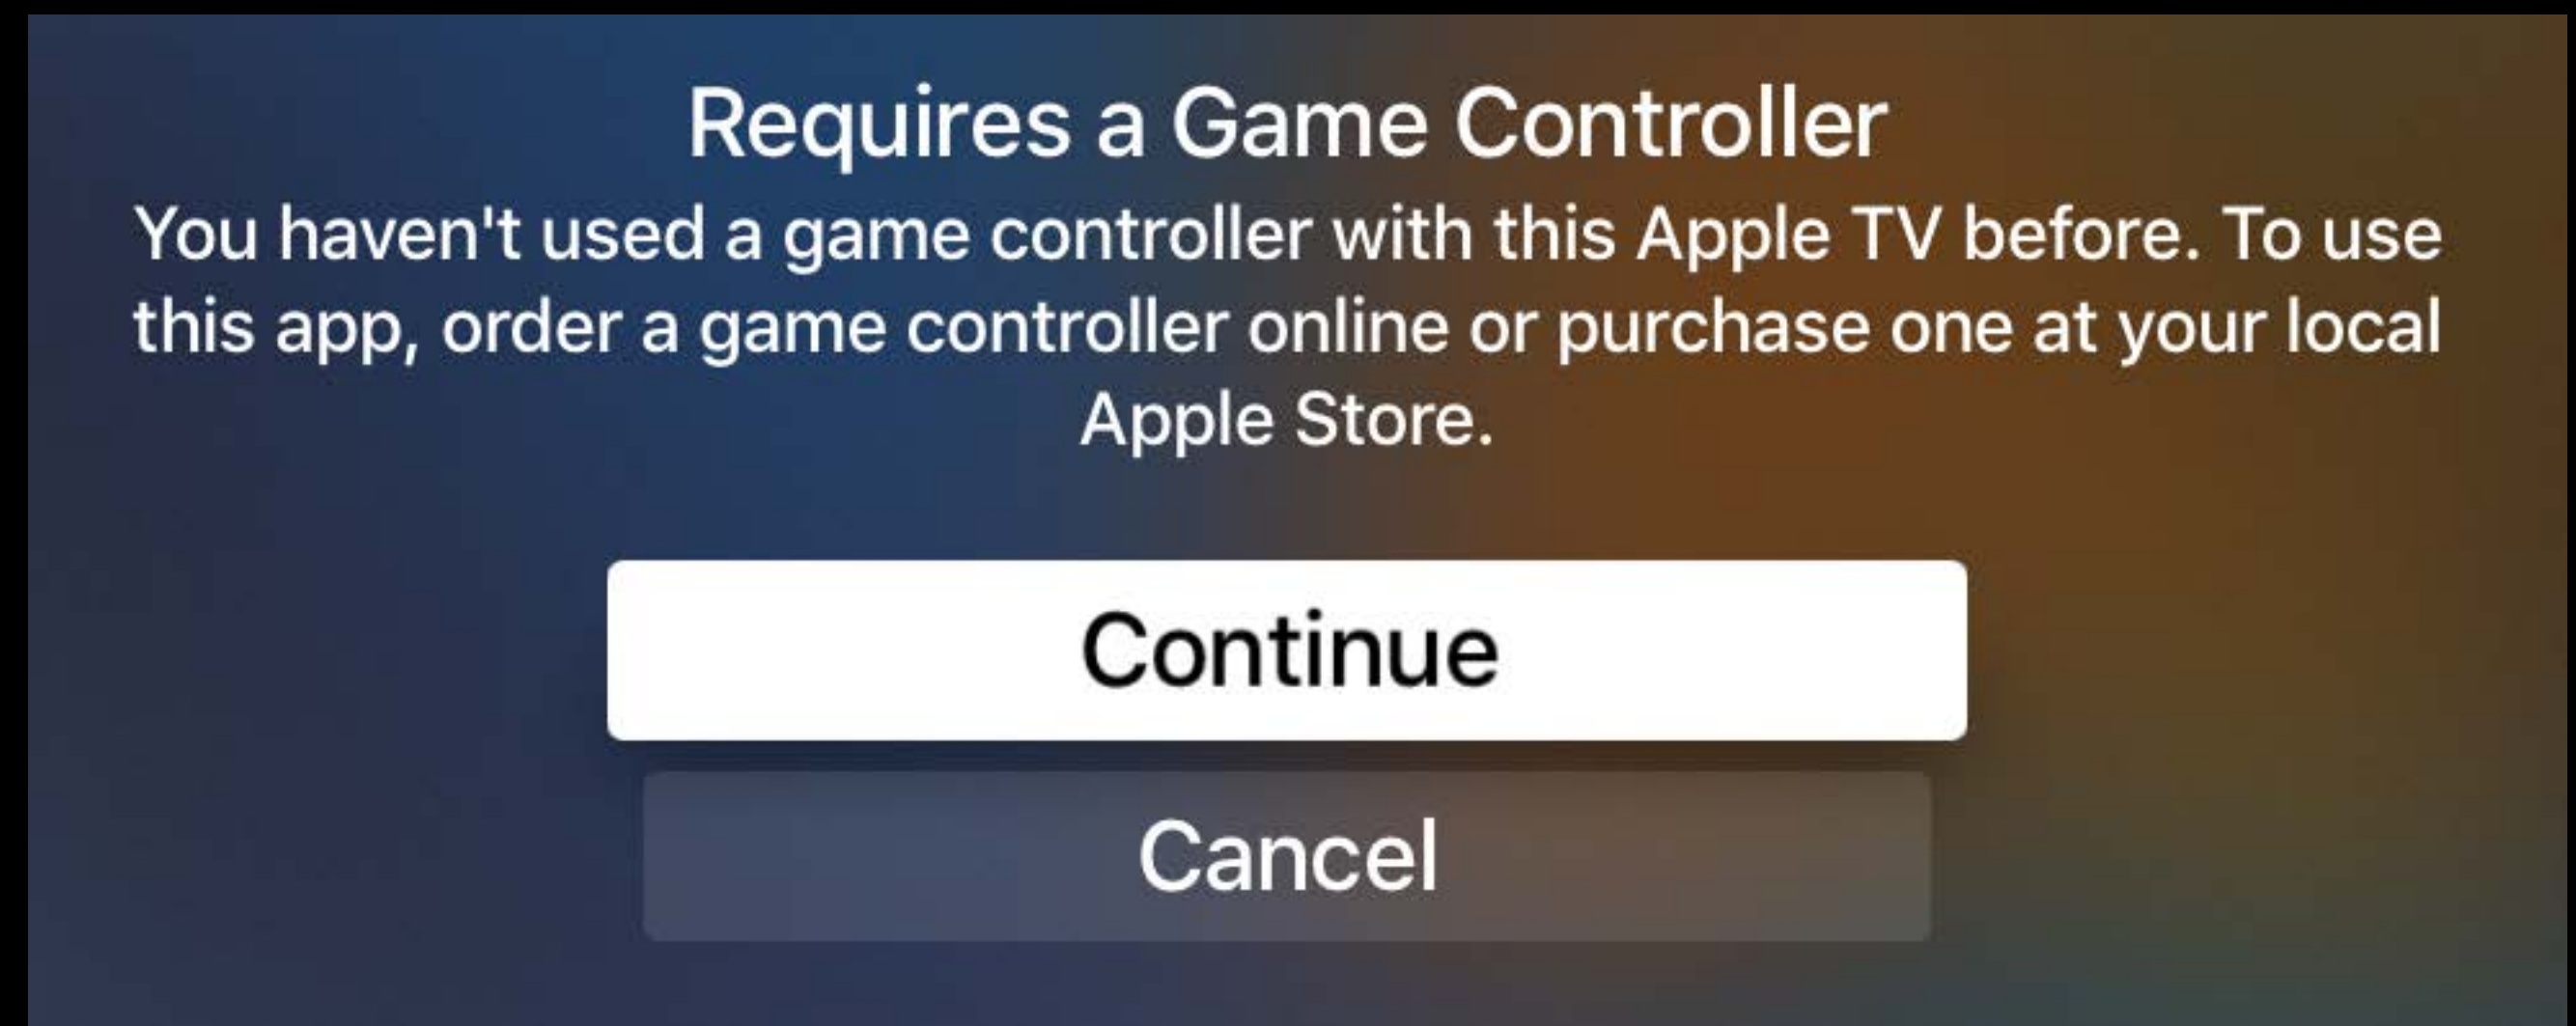 Requires a Game Controller
You haven't used a game controller with this Apple TV before. To use
this app, order a game controller online or purchase one at your local
Apple Store.
Continue
Cancel